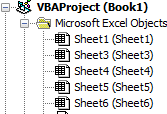 VBAProject (Book1)
Microsoft Excel Objects
Sheet1 (Sheet1)
Sheet3 (Sheet3)
Sheet4 (Sheet4)
Sheet5 (Sheet5)
Sheet6 (Sheet6)